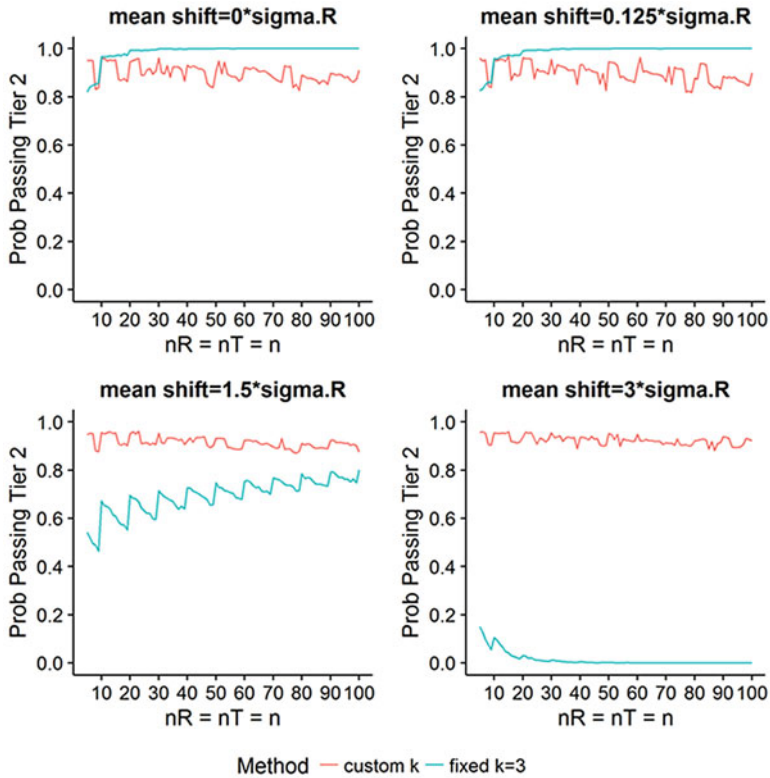 mean shift=0*sigma.R
Prob Passing Tier 2
1.0
0.8
0.6
0.4
0.2
0.0
10 20 30 40 50 60 70 80 90 100
nR = nT = n
mean shift=0.125*sigma.R
Prob Passing Tier 2
1.0
0.8
0.6
0.4
0.2
0.0
10 20 30 40 50 60 70 80 90 100
nR = nT = n
mean shift=1.5*sigma.R
Prob Passing Tier 2
1.0
0.8
0.6
0.4
0.2
0.0
10 20 30 40 50 60 70 80 90 100
nR = nT = n
mean shift=3*sigma.R
Prob Passing Tier 2
1.0
0.8
0.6
0.4
0.2
0.0
10 20 30 40 50 60 70 80 90 100
nR = nT = n
Method custom k fixed k=3